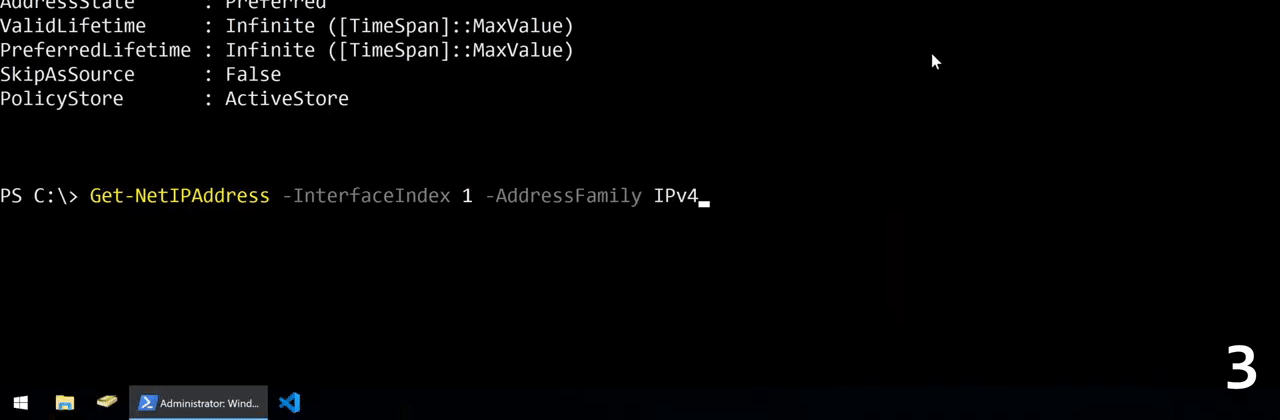 AddressState      : Preferred
ValidLifetime     : Infinite ([TimeSpan]::MaxValue)
PreferredLifetime : Infinite ([TimeSpan]::MaxValue)
SkipAsSource      : False
PolicyStore       : ActiveStore
PS C:\> Get-NetIPAddress -InterfaceIndex 1 -AddressFamily IPv4
3
Administrator: Wind...